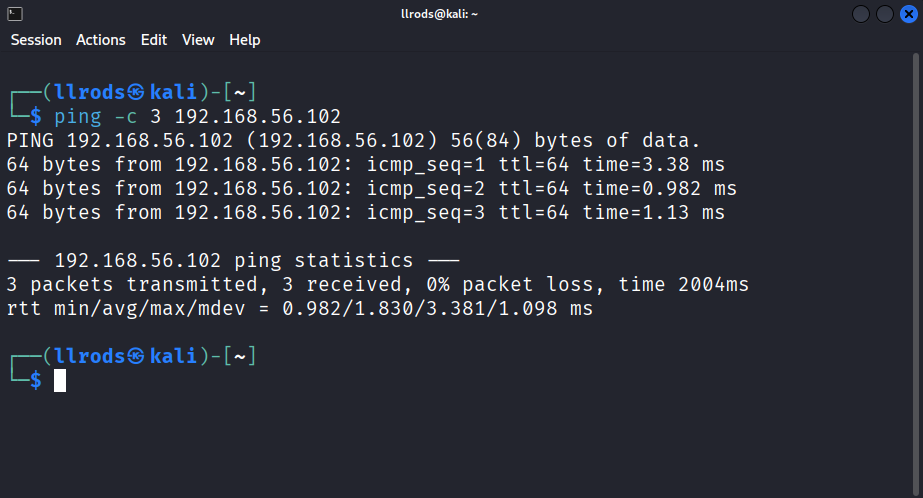 llrods@kali: ~
Session Actions Edit View Help
┌──(llrods㉿kali)-[~]
└─$ ping -c 3 192.168.56.102
PING 192.168.56.102 (192.168.56.102) 56(84) bytes of data.
64 bytes from 192.168.56.102: icmp_seq=1 ttl=64 time=3.38 ms
64 bytes from 192.168.56.102: icmp_seq=2 ttl=64 time=0.982 ms
64 bytes from 192.168.56.102: icmp_seq=3 ttl=64 time=1.13 ms
--- 192.168.56.102 ping statistics ---
3 packets transmitted, 3 received, 0% packet loss, time 2004ms
rtt min/avg/max/mdev = 0.982/1.830/3.381/1.098 ms
┌──(llrods㉿kali)-[~]
└─$